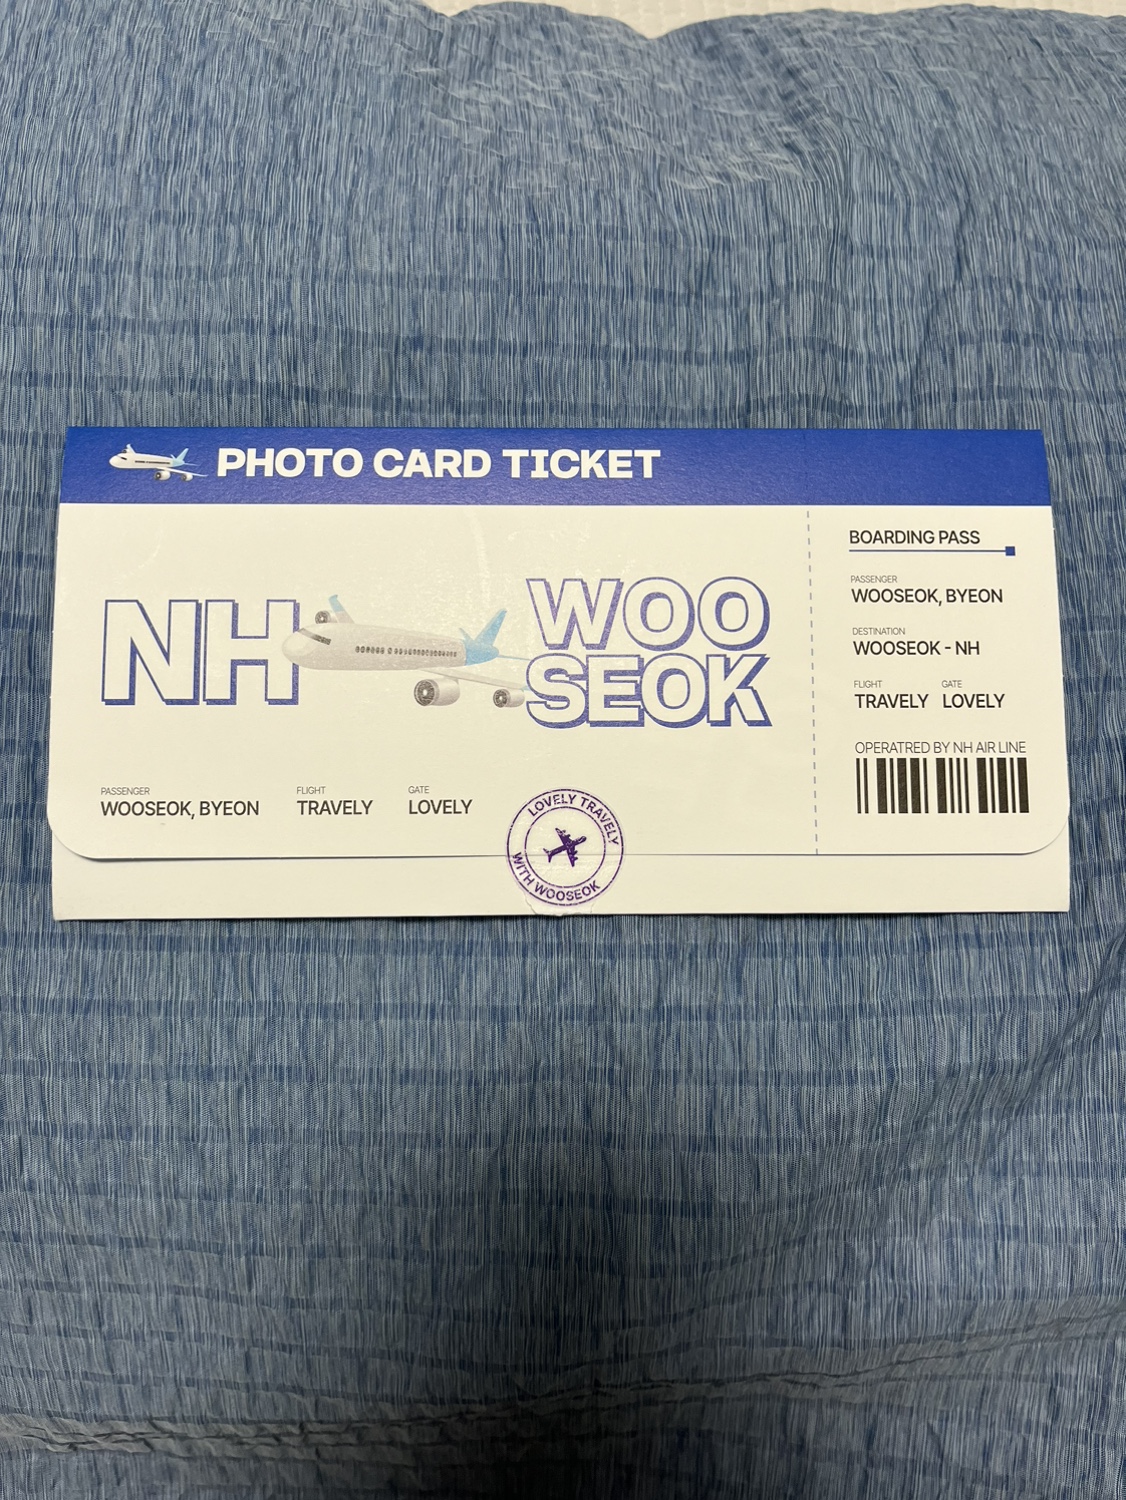 PHOTO CARD TICKET
NH
WOO
SEOK
PASSENGER
WOOSEOK, BYEON
FLIGHT
TRAVELY
GATE
LOVELY
LOVELY TRAVELY
WITH WOOSEOK
BOARDING PASS
PASSENGER
WOOSEOK, BYEON
DESTINATION
WOOSEOK - NH
FLIGHT GATE
TRAVELY LOVELY
OPERATRED BY NH AIR LINE